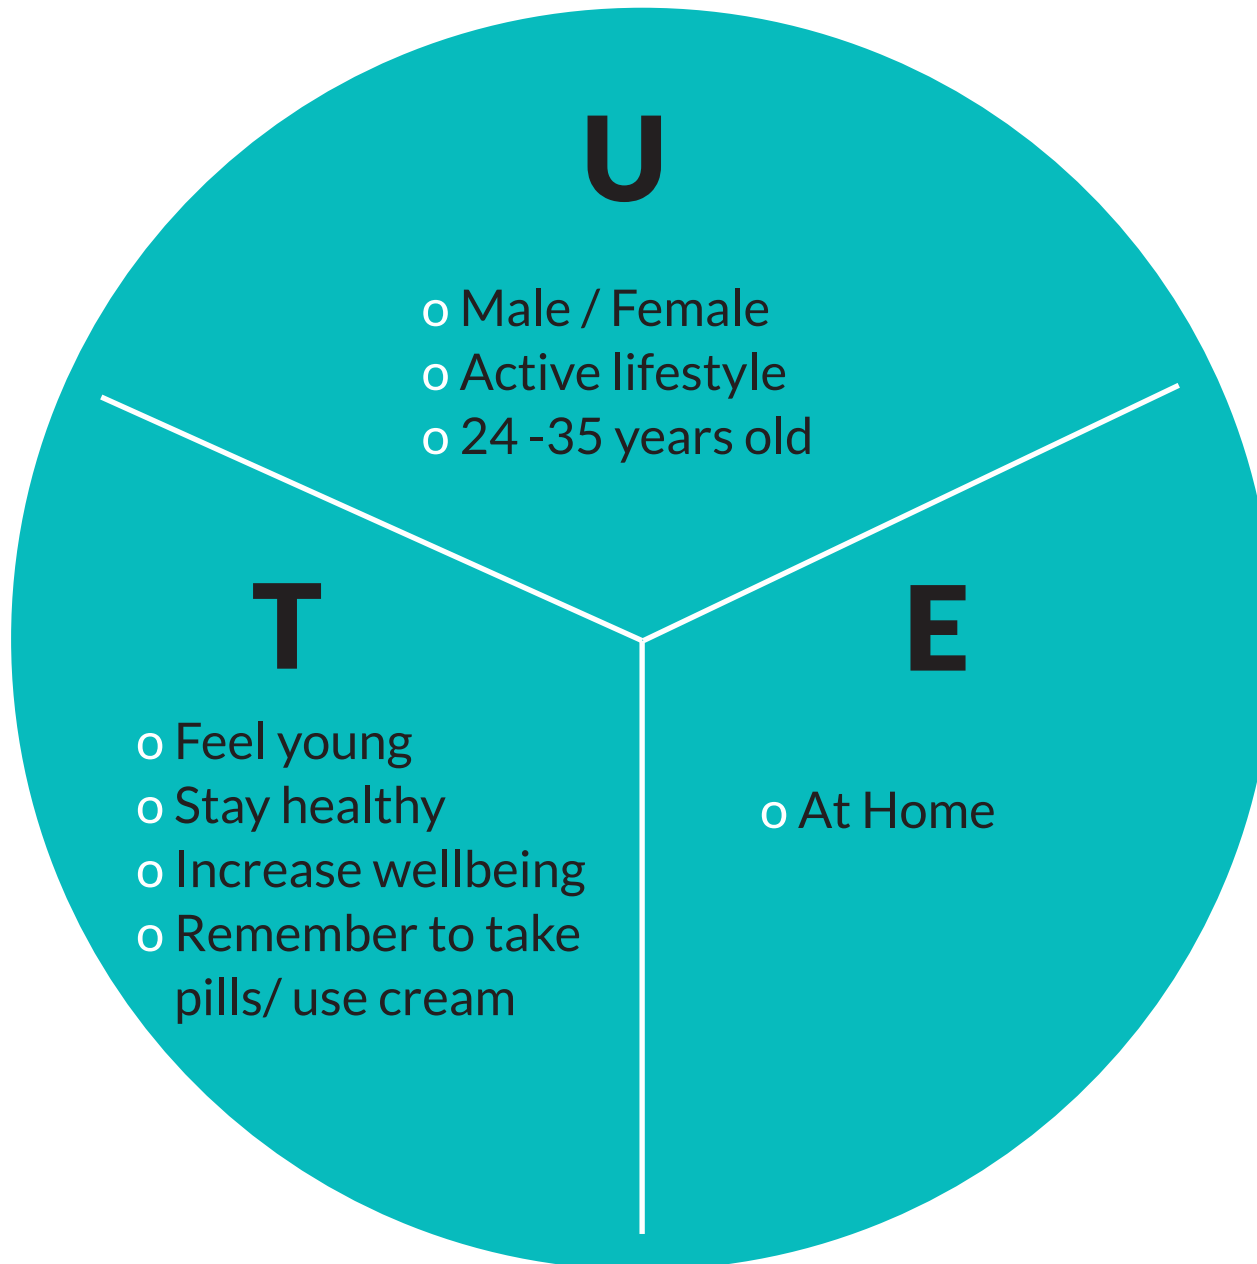 U
o Male / Female
o Active lifestyle
o 24 -35 years old
T
o Feel young
o Stay healthy
o Increase wellbeing
o Remember to take
pills/ use cream
E
o At Home